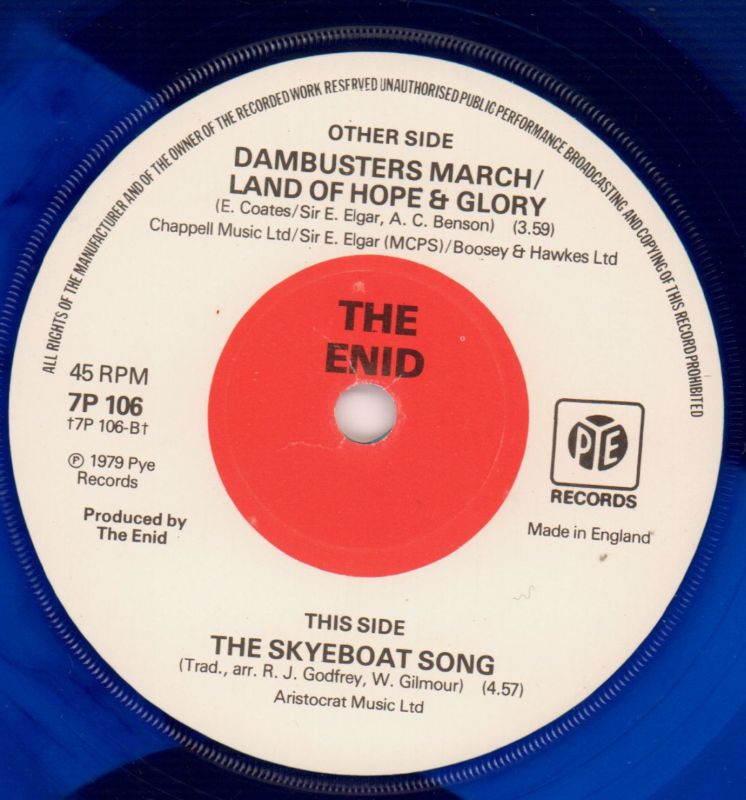 ALL RIGHTS OF THE MANUFACTURER AND OF THE OWNER OF THE RECORDED WORK RESERVED UNAUTHORISED PUBLIC PERFORMANCE BROADCASTING AND COPYING OF THIS RECORD PROHIBITED
OTHER SIDE
DAMBUSTERS MARCH/
LAND OF HOPE & GLORY
(E. Coates/Sir E. Elgar, A. C. Benson) (3.59)
Chappell Music Ltd/Sir E. Elgar (MCPS)/Boosey & Hawkes Ltd
THE
ENID
45 RPM
7P 106
†7P 106-B†
℗ 1979 Pye
Records
Produced by
The Enid
PYE
RECORDS
Made in England
THIS SIDE
THE SKYEBOAT SONG
(Trad., arr. R. J. Godfrey, W. Gilmour) (4.57)
Aristocrat Music Ltd